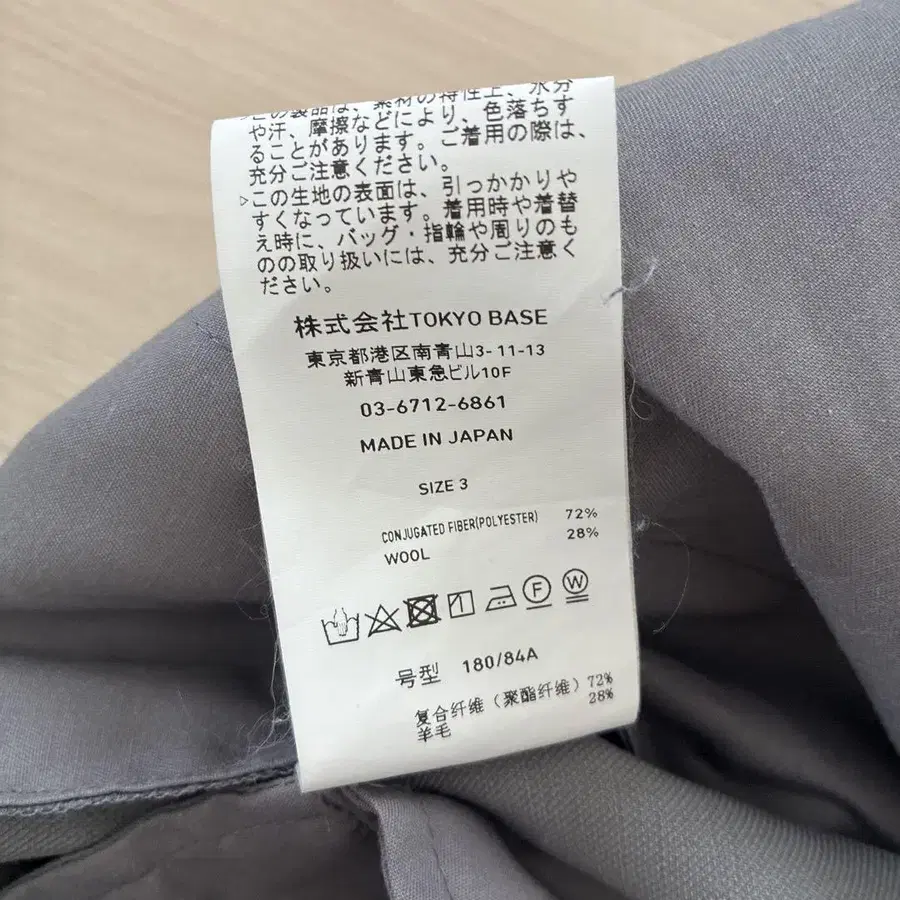 この製品は、素材の特性上、水分
や汗、摩擦などにより、色落ちす
ることがあります。ご着用の際は、
充分ご注意ください。
▷この生地の表面は、引っかかりや
すくなっています。着用時や着替
え時に、バッグ・指輪や周りのも
のの取り扱いには、充分ご注意く
ださい。
株式会社TOKYO BASE
東京都港区南青山3-11-13
新青山東急ビル10F
03-6712-6861
MADE IN JAPAN
SIZE 3
CONJUGATED FIBER(POLYESTER) 72%
WOOL 28%
F W
号型 180/84A
复合纤维（聚酯纤维）72%
羊毛 28%